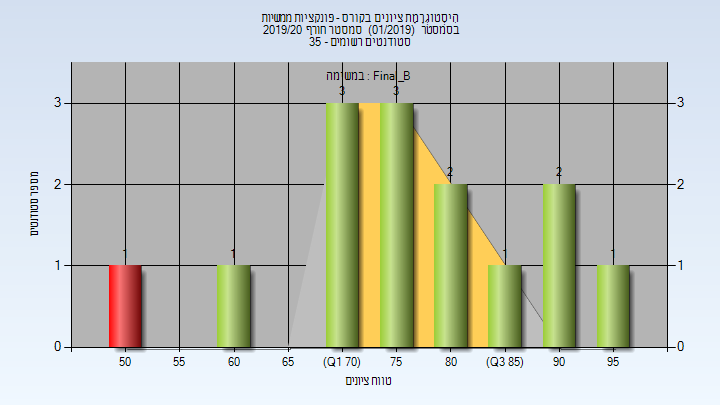 היסטוגרמת ציונים בקורס - פונקציות ממשיות
בסמסטר (01/2019) סמסטר חורף 2019/20
סטודנטים רשומים - 35
במשימה : Final_B
3 3
2 2
1 1 1 1
3 2 1 0
3 2 1 0
מספר סטודנטים
50 55 60 65 (Q1 70) 75 80 (Q3 85) 90 95
טווח ציונים